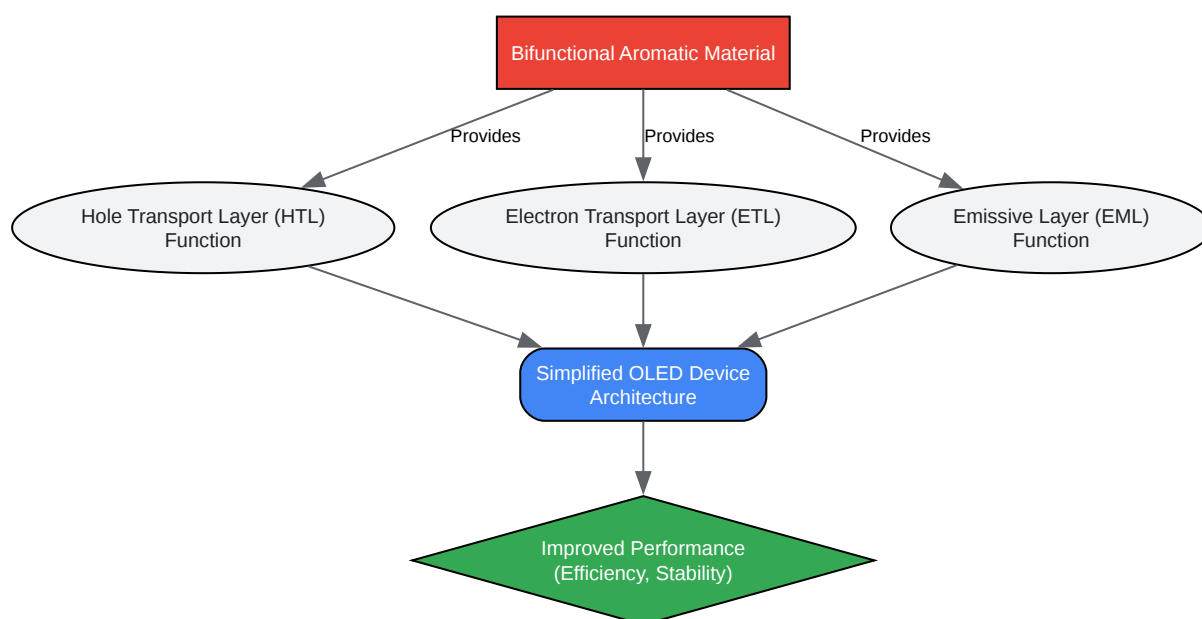 Bifunctional Aromatic Material
Provides
Provides
Provides
Hole Transport Layer (HTL)
Function
Electron Transport Layer (ETL)
Function
Emissive Layer (EML)
Function
Simplified OLED Device
Architecture
Improved Performance
(Efficiency, Stability)